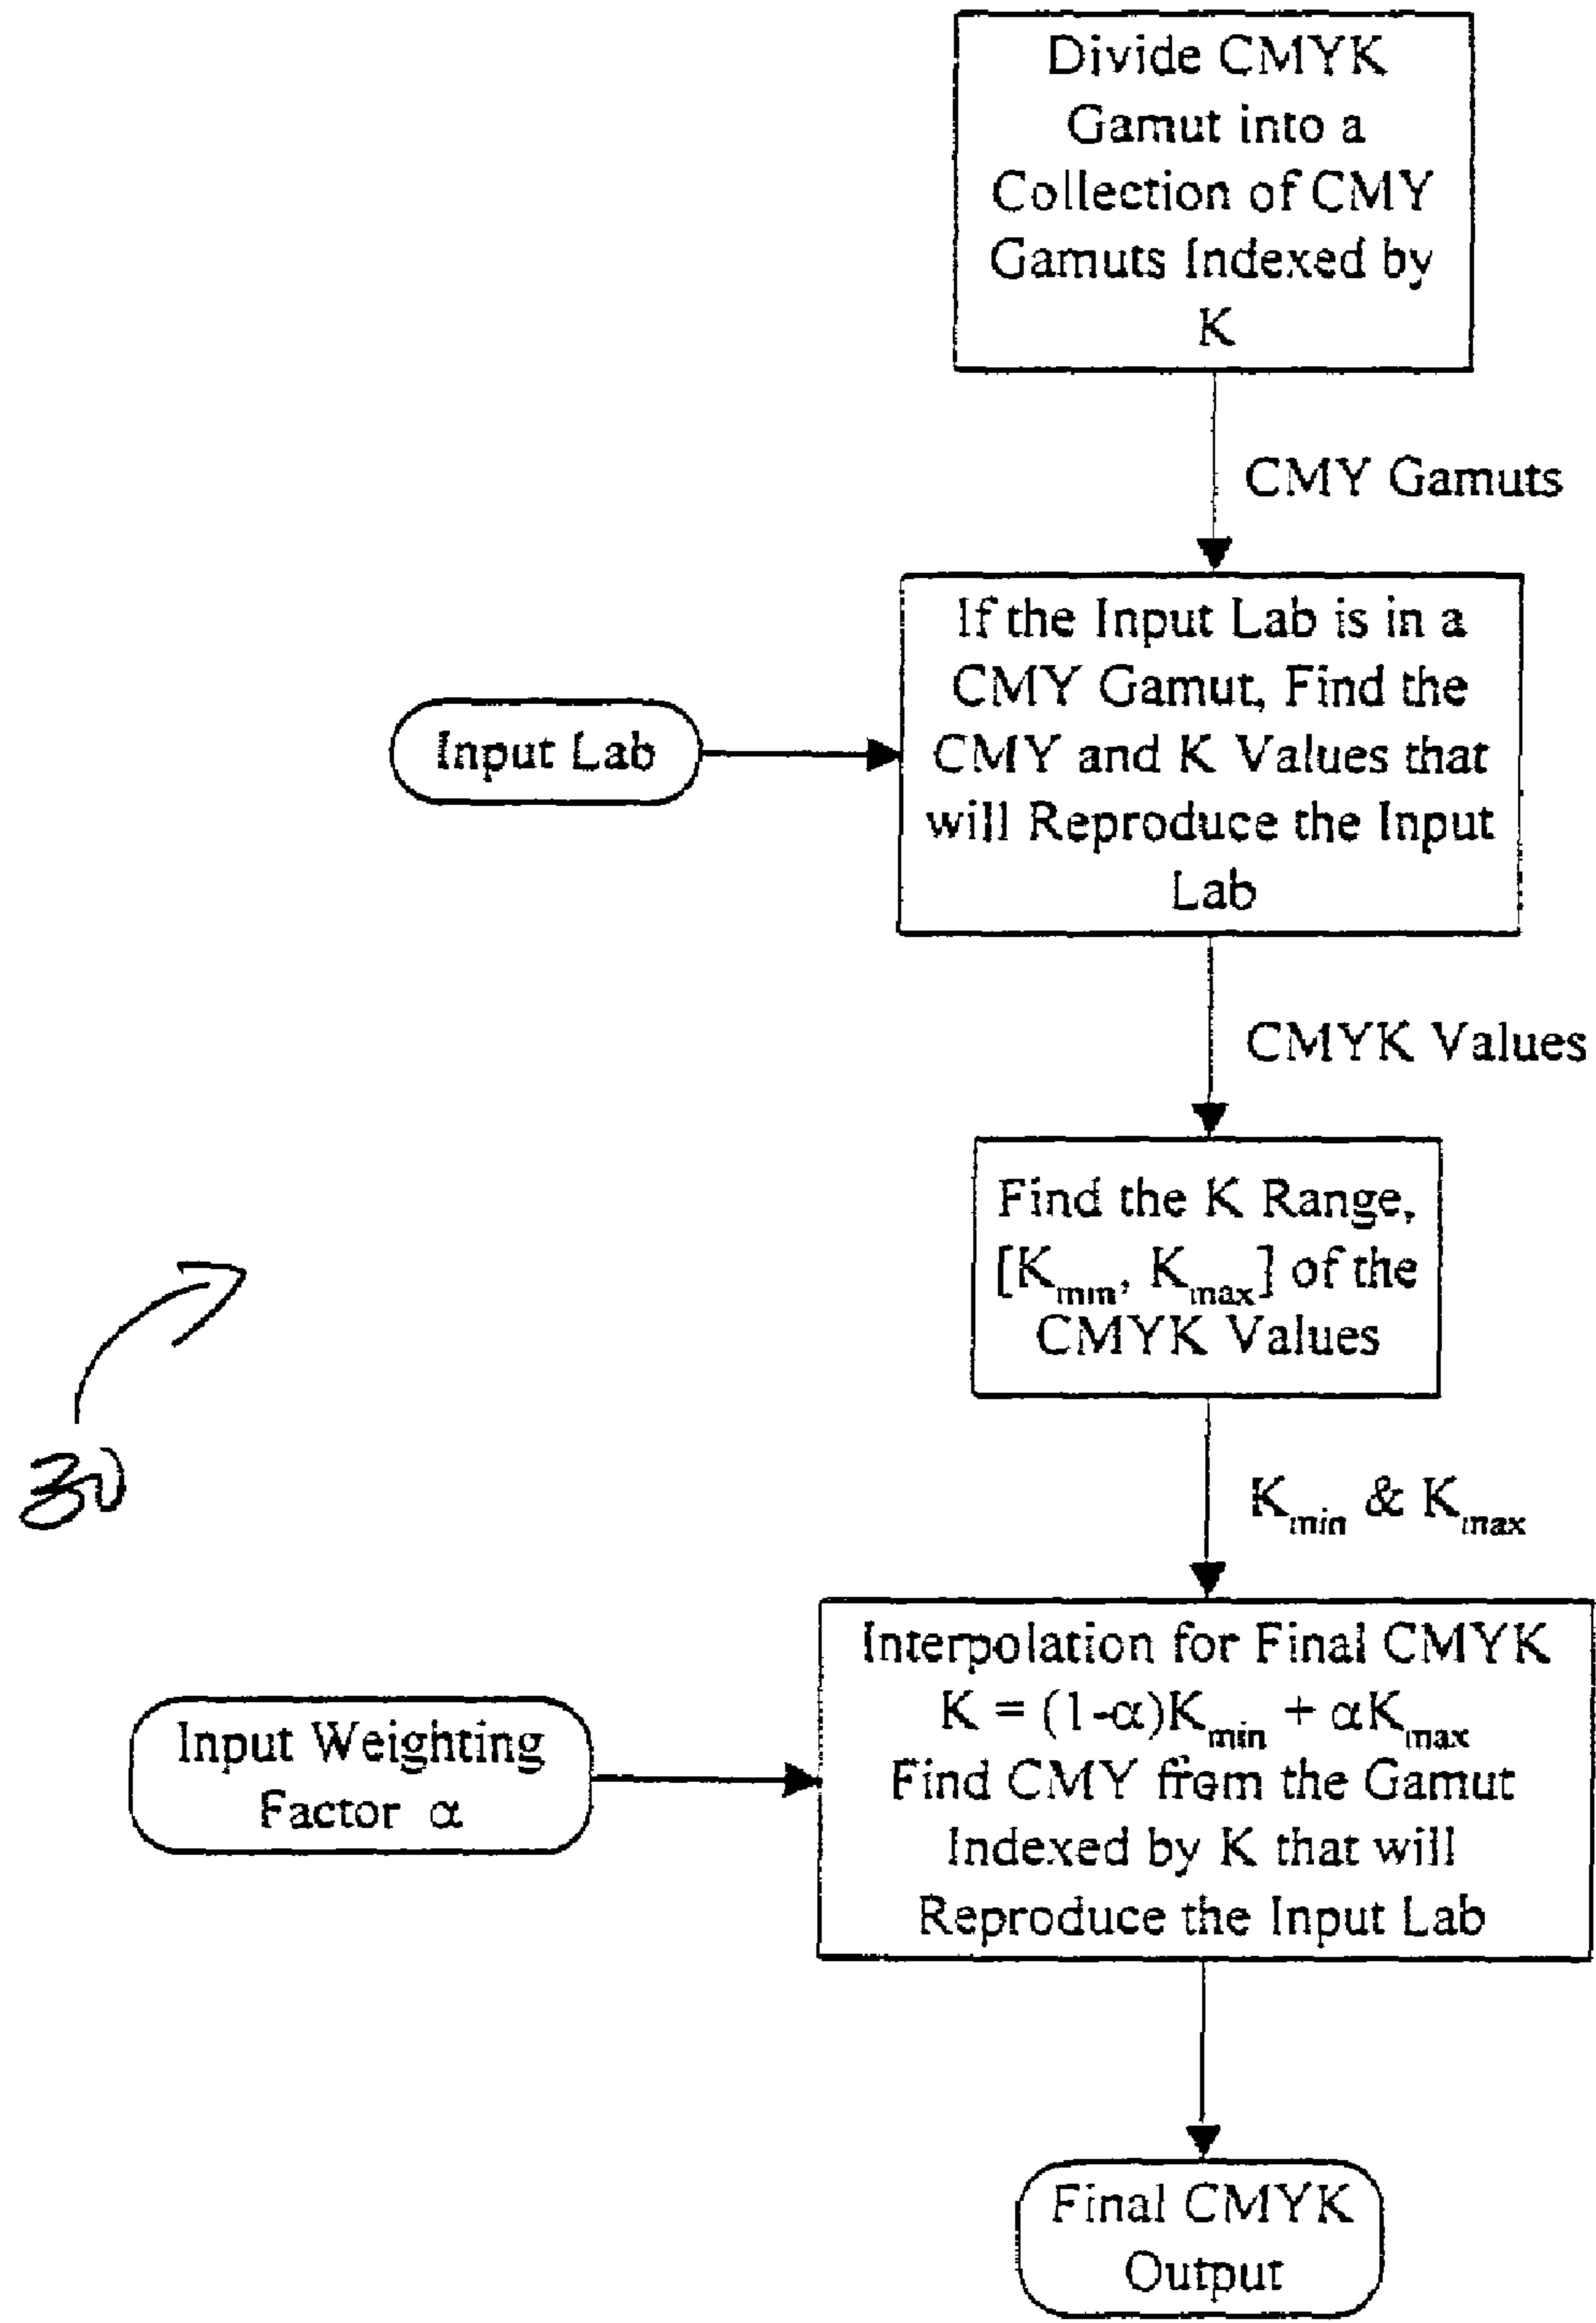 Divide CMYK
Gamut into a
Collection of CMY
Gamuts Indexed by
K
CMY Gamuts
If the Input Lab is in a
CMY Gamut, Find the
CMY and K Values that
will Reproduce the Input
Lab
Input Lab
CMYK Values
Find the K Range,
[Kmin, Kmax] of the
CMYK Values
30
Kmin & Kmax
Interpolation for Final CMYK
K = (1-α)Kmin + αKmax
Find CMY from the Gamut
Indexed by K that will
Reproduce the Input Lab
Input Weighting
Factor α
Final CMYK
Output